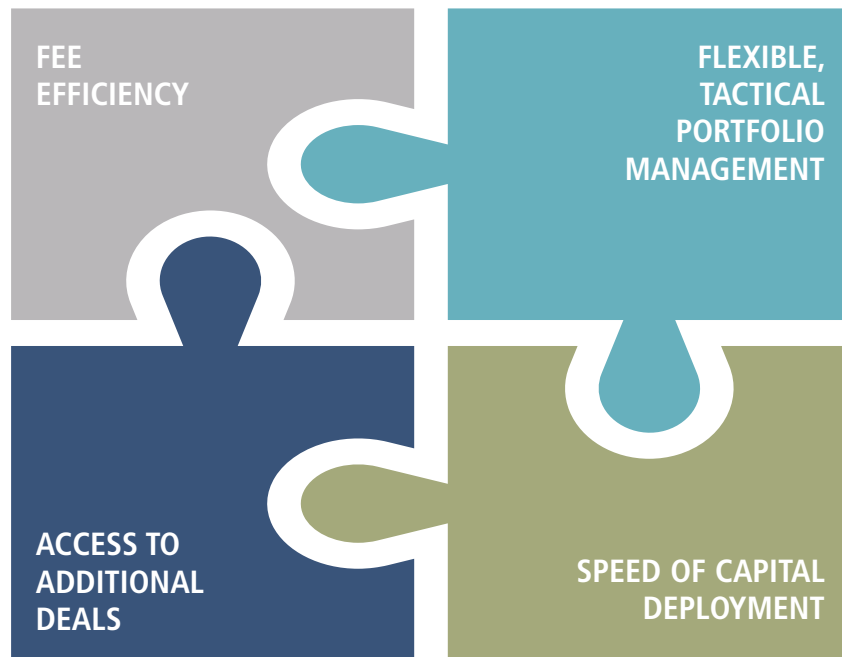 FEE
EFFICIENCY
FLEXIBLE,
TACTICAL
PORTFOLIO
MANAGEMENT
ACCESS TO
ADDITIONAL
DEALS
SPEED OF CAPITAL
DEPLOYMENT